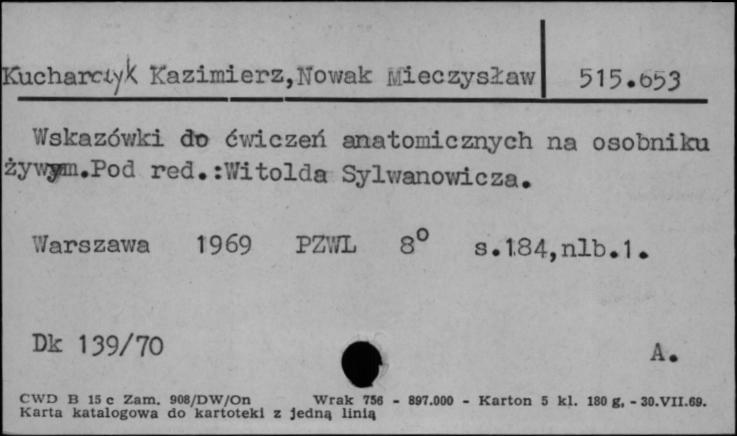 Kucharczyk Kazimierz,Nowak Mieczysław 515.653
Wskazówki do ćwiczeń anatomicznych na osobniku
żywym.Pod red.:Witolda Sylwanowicza.
Warszawa 1969 PZWL 8° s.184,nlb.1.
Dk 139/70 A.
CWD B 15 c Zam. 908/DW/On Wrak 756 - 897.000 - Karton 5 kl. 180 g, - 30.VII.69.
Karta katalogowa do kartoteki z jedną linią